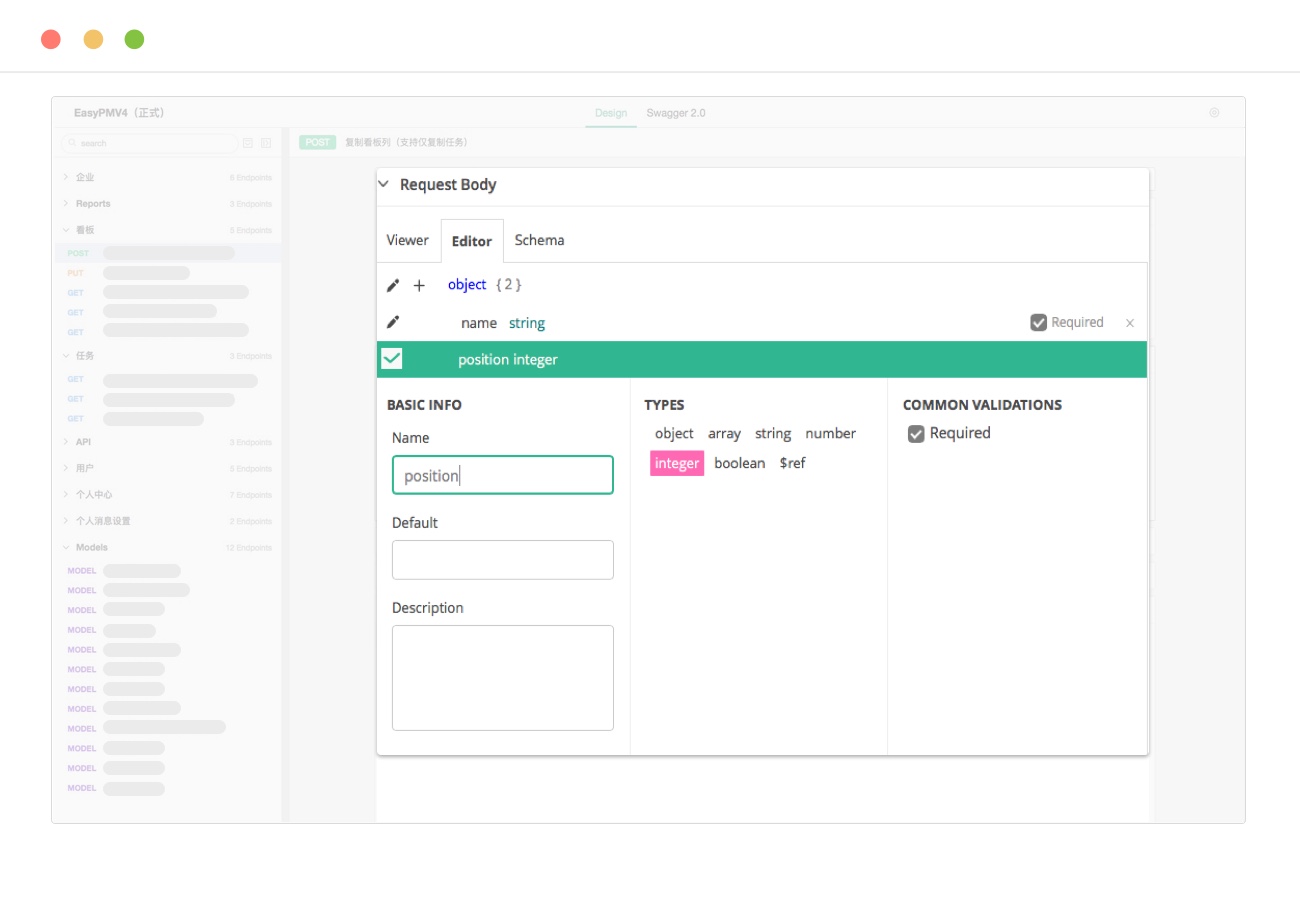 EasyPMV4（正式）
Design Swagger 2.0
search
POST 复制看板列（支持仅复制任务）
企业 6 Endpoints
Reports 3 Endpoints
看板 5 Endpoints
POST
PUT
GET
GET
GET
任务 3 Endpoints
GET
GET
GET
API 3 Endpoints
用户 5 Endpoints
个人中心 7 Endpoints
个人消息设置 2 Endpoints
Models 12 Endpoints
MODEL
MODEL
MODEL
MODEL
MODEL
MODEL
MODEL
MODEL
MODEL
MODEL
MODEL
MODEL
Request Body
Viewer Editor Schema
object { 2 }
name string Required
position integer
BASIC INFO
Name
position
Default
Description
TYPES
object array string number
integer boolean $ref
COMMON VALIDATIONS
Required